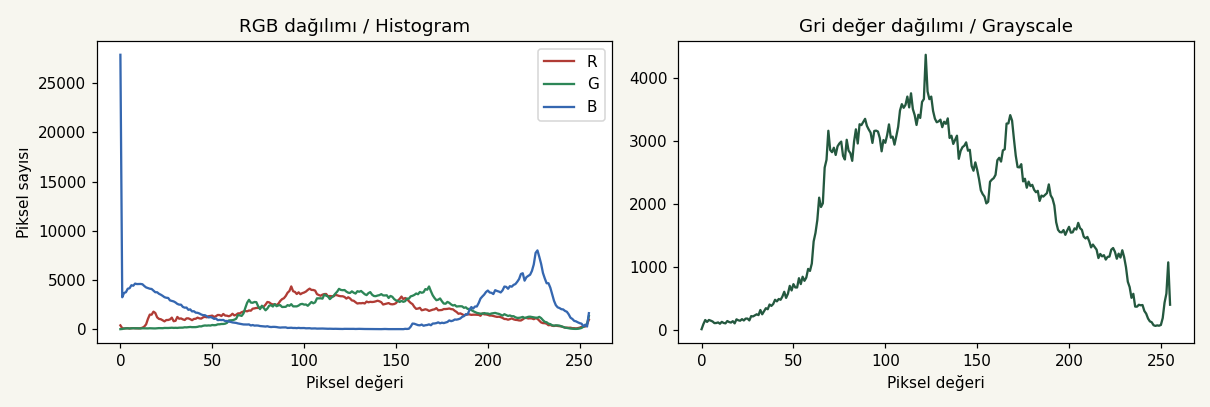 RGB dağılımı / Histogram
R
G
B
Piksel sayısı
25000
20000
15000
10000
5000
0
0 50 100 150 200 250
Piksel değeri
Gri değer dağılımı / Grayscale
4000
3000
2000
1000
0
0 50 100 150 200 250
Piksel değeri